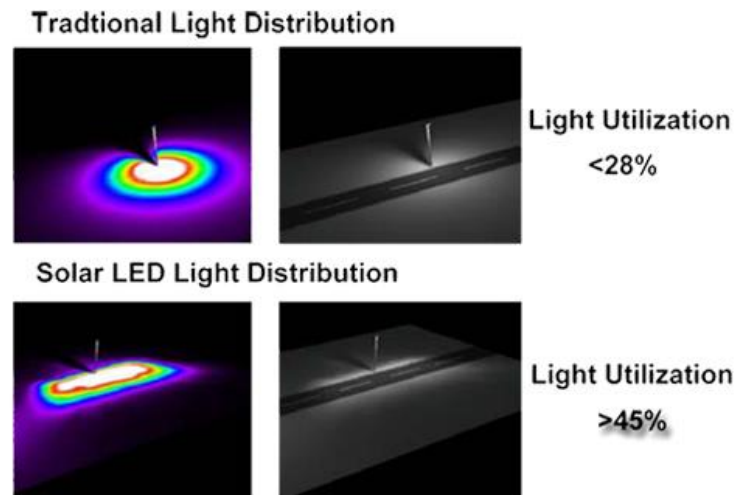 Tradtional Light Distribution
Light Utilization
<28%
Solar LED Light Distribution
Light Utilization
>45%